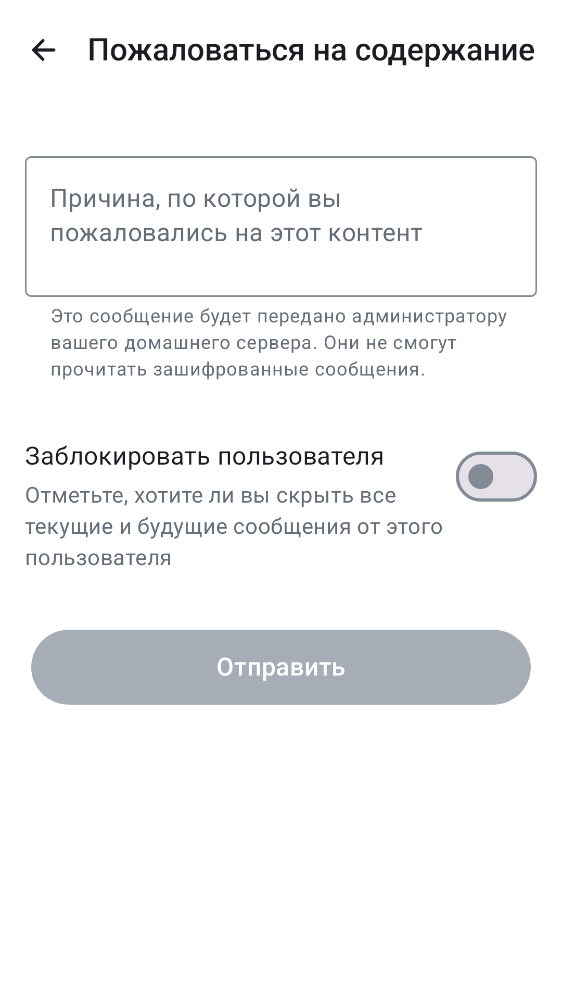 Пожаловаться на содержание
Причина, по которой вы
пожаловались на этот контент
Это сообщение будет передано администратору
вашего домашнего сервера. Они не смогут
прочитать зашифрованные сообщения.
Заблокировать пользователя
Отметьте, хотите ли вы скрыть все
текущие и будущие сообщения от этого
пользователя
Отправить